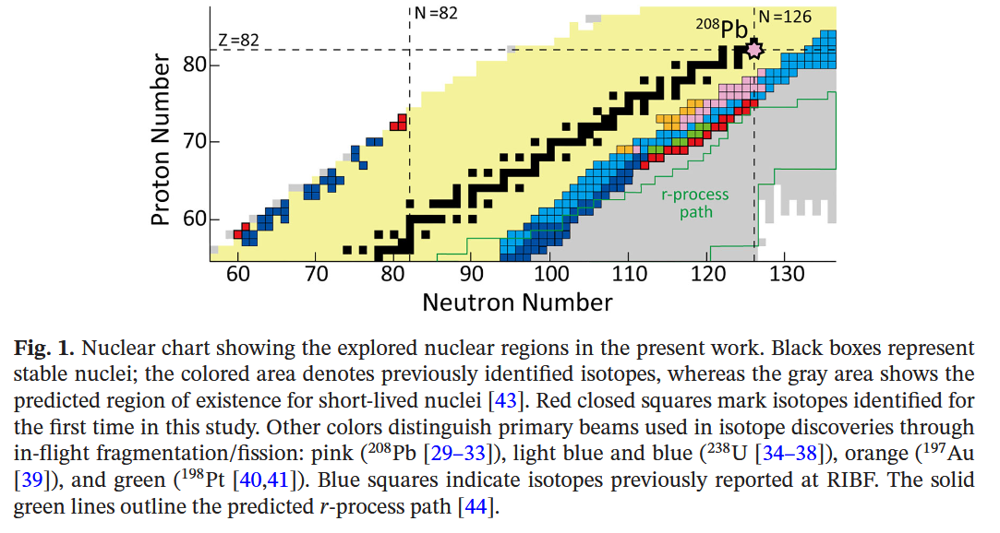 N=82
²⁰⁸Pb
N=126
Z=82
80
70
60
Proton Number
r-process
path
60 70 80 90 100 110 120 130
Neutron Number
Fig. 1. Nuclear chart showing the explored nuclear regions in the present work. Black boxes represent
stable nuclei; the colored area denotes previously identified isotopes, whereas the gray area shows the
predicted region of existence for short-lived nuclei [43]. Red closed squares mark isotopes identified for
the first time in this study. Other colors distinguish primary beams used in isotope discoveries through
in-flight fragmentation/fission: pink (²⁰⁸Pb [29–33]), light blue and blue (²³⁸U [34–38]), orange (¹⁹⁷Au
[39]), and green (¹⁹⁸Pt [40,41]). Blue squares indicate isotopes previously reported at RIBF. The solid
green lines outline the predicted r-process path [44].